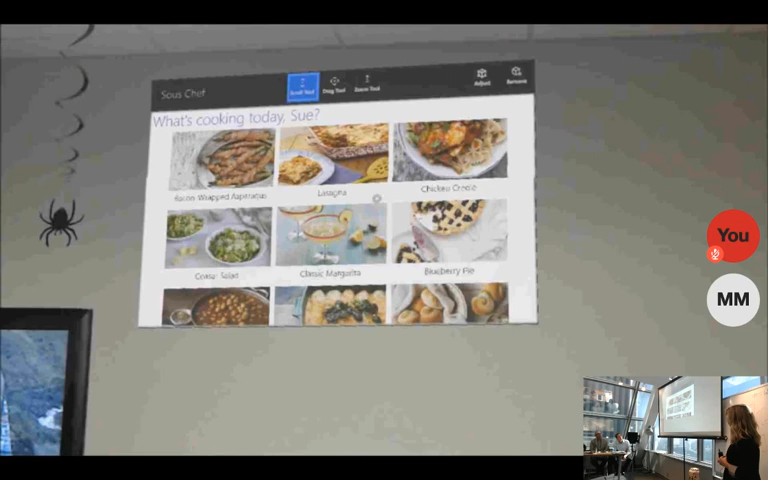 Sous Chef
Scroll Tool Drag Tool Zoom Tool
Adjust Remove
What's cooking today, Sue?
Bacon Wrapped Asparagus Lasagna Chicken Creole
Caesar Salad Classic Margarita Blueberry Pie
You
MM